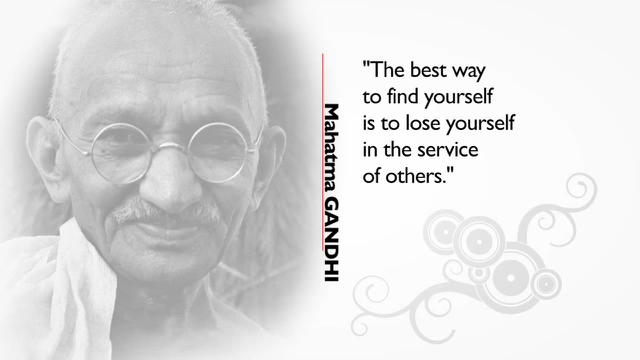 Mahatma GANDHI
"The best way
to find yourself
is to lose yourself
in the service
of others."